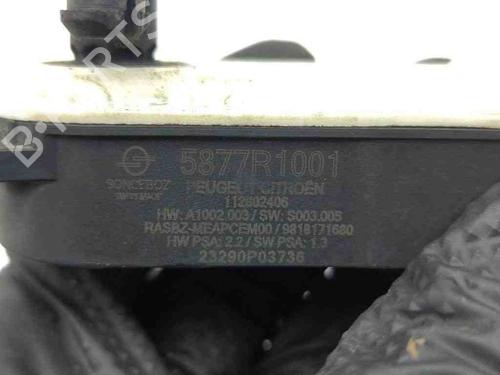 5877R1001
SONCEBOZ
PEUGEOT CITROËN
112602406
HW: A1002.003 / SW: S003.005
RASBZ-MEAPCEM00 / 9818171680
HW PSA: 2.2 / SW PSA: 1.3
23290P03736